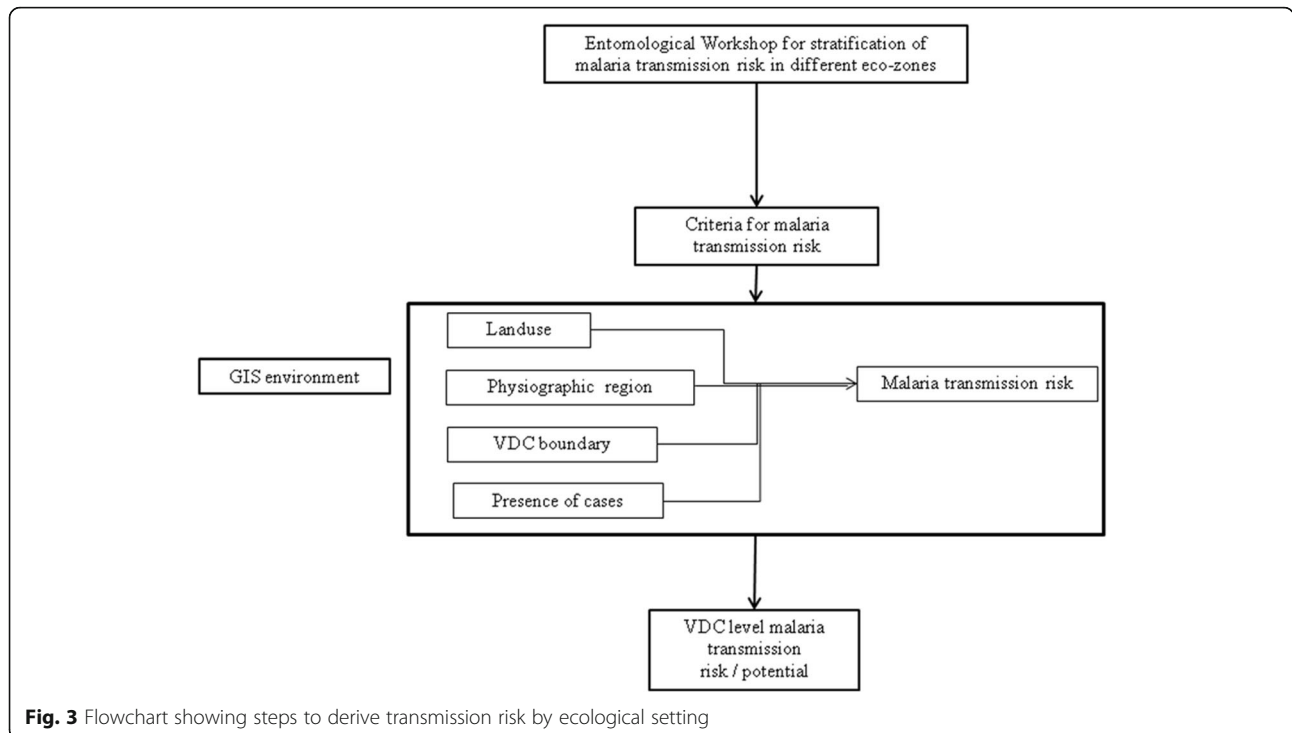 Entomological Workshop for stratification of
malaria transmission risk in different eco-zones
Criteria for malaria
transmission risk
GIS environment
Landuse
Physiographic region
VDC boundary
Presence of cases
Malaria transmission risk
VDC level malaria
transmission
risk / potential
Fig. 3 Flowchart showing steps to derive transmission risk by ecological setting